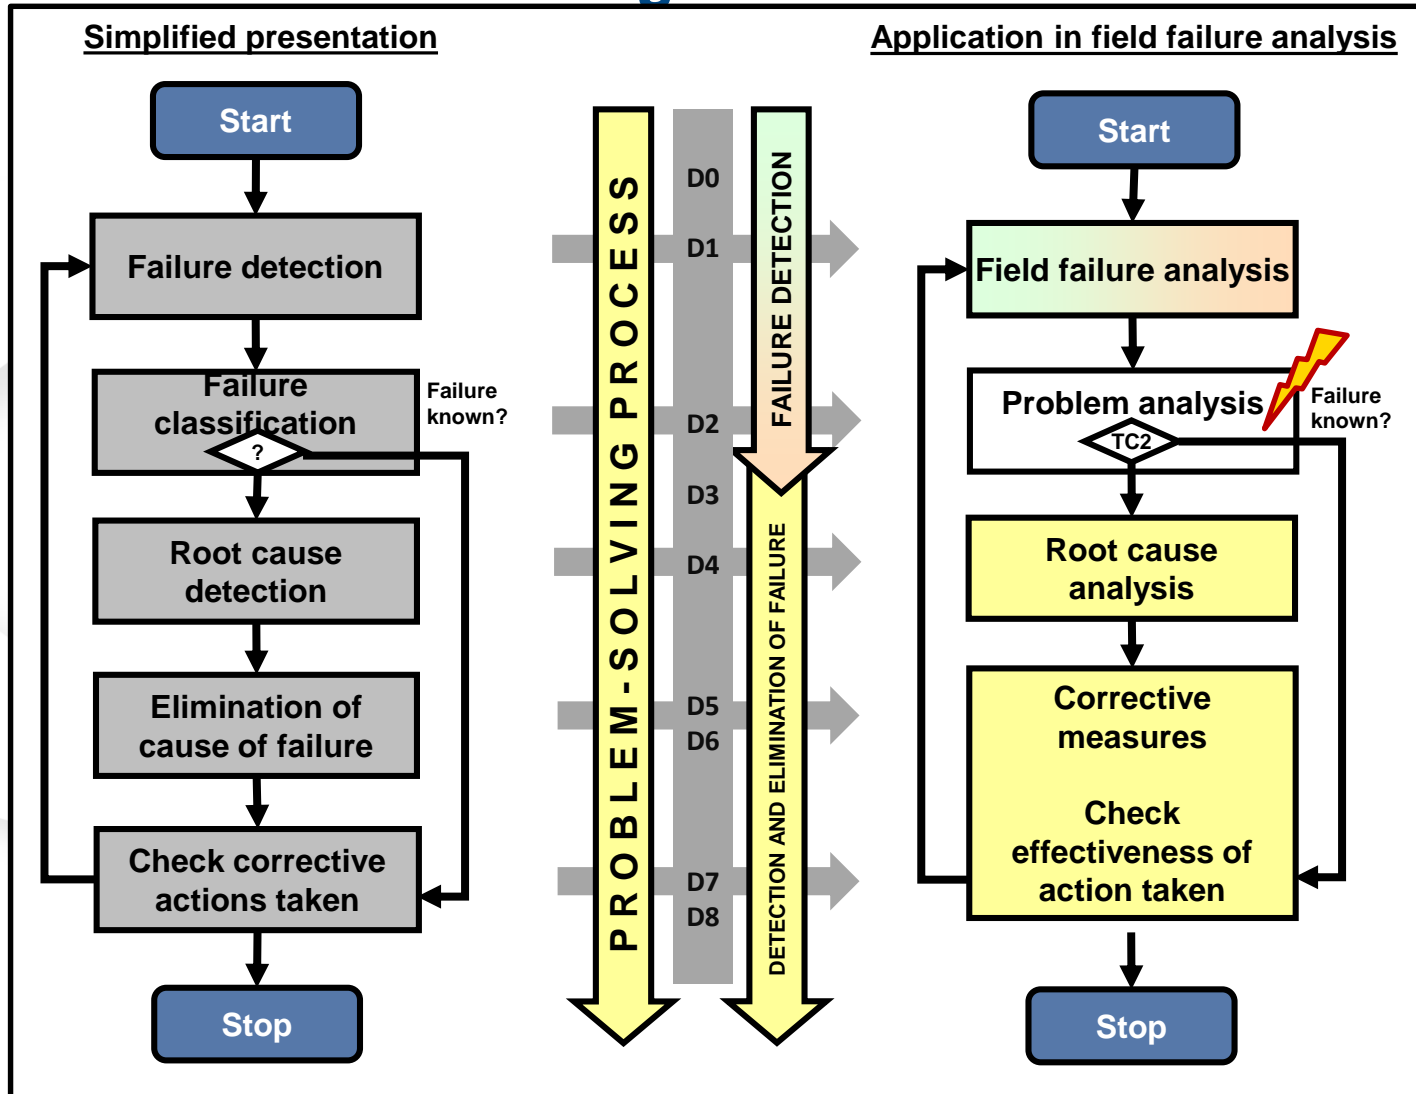 Simplified presentation
Start
Failure detection
Failure
classification
Failure
known?
?
Root cause
detection
Elimination of
cause of failure
Check corrective
actions taken
Stop
PROBLEM-SOLVING PROCESS
D0
D1
D2
D3
D4
D5
D6
D7
D8
FAILURE DETECTION
DETECTION AND ELIMINATION OF FAILURE
Application in field failure analysis
Start
Field failure analysis
Problem analysis
Failure
known?
TC2
Root cause
analysis
Corrective
measures
Check
effectiveness of
action taken
Stop